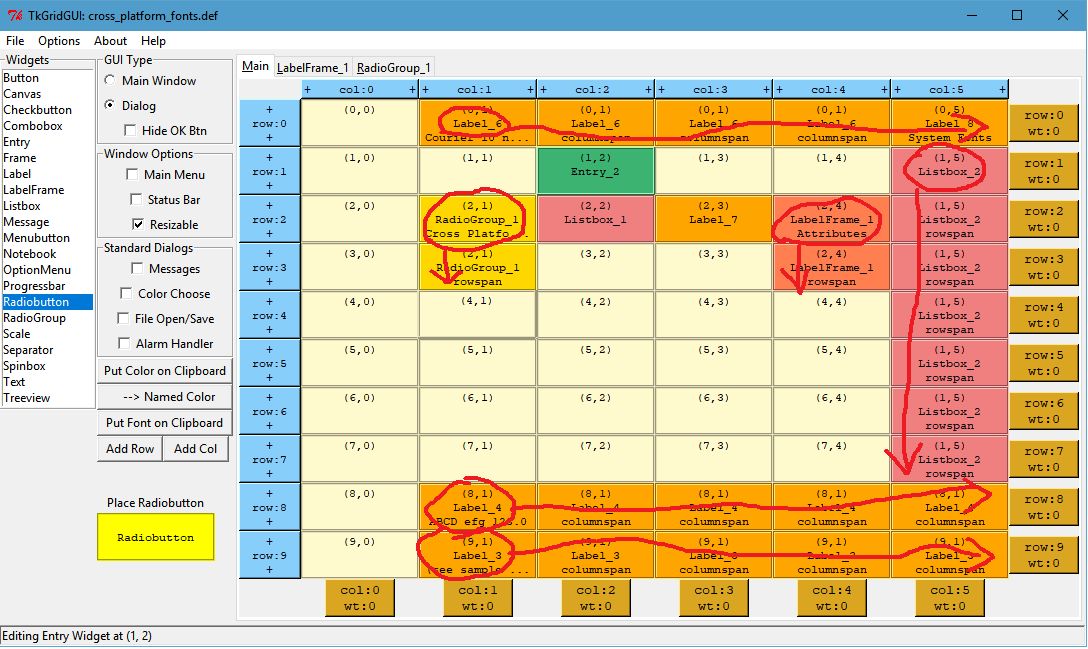 TkGridGUI: cross_platform_fonts.def
File Options About Help
Widgets
Button
Canvas
Checkbutton
Combobox
Entry
Frame
Label
LabelFrame
Listbox
Message
Menubutton
Notebook
OptionMenu
Progressbar
Radiobutton
RadioGroup
Scale
Separator
Spinbox
Text
Treeview
GUI Type
Main Window
Dialog
Hide OK Btn
Window Options
Main Menu
Status Bar
Resizable
Standard Dialogs
Messages
Color Choose
File Open/Save
Alarm Handler
Put Color on Clipboard
--> Named Color
Put Font on Clipboard
Add Row Add Col
Place Radiobutton
Radiobutton
Main LabelFrame_1 RadioGroup_1
+ col:0 + + col:1 + + col:2 + + col:3 + + col:4 + + col:5 +
+ (0,0) (0,1) (0,1) (0,1) (0,1) (0,5) row:0
row:0 Label_6 Label_6 Label_6 Label_6 Label_8 wt:0
+ Courier 10 n... columnspan columnspan columnspan System Fonts
+ (1,0) (1,1) (1,2) (1,3) (1,4) (1,5) row:1
row:1 Entry_2 Listbox_2 wt:0
+
+ (2,0) (2,1) (2,2) (2,3) (2,4) (1,5) row:2
row:2 RadioGroup_1 Listbox_1 Label_7 LabelFrame_1 Listbox_2 wt:0
+ Cross Platfo... Attributes rowspan
+ (3,0) (2,1) (3,2) (3,3) (2,4) (1,5) row:3
row:3 RadioGroup_1 LabelFrame_1 Listbox_2 wt:0
+ rowspan rowspan rowspan
+ (4,0) (4,1) (4,2) (4,3) (4,4) (1,5) row:4
row:4 Listbox_2 wt:0
+ rowspan
+ (5,0) (5,1) (5,2) (5,3) (5,4) (1,5) row:5
row:5 Listbox_2 wt:0
+ rowspan
+ (6,0) (6,1) (6,2) (6,3) (6,4) (1,5) row:6
row:6 Listbox_2 wt:0
+ rowspan
+ (7,0) (7,1) (7,2) (7,3) (7,4) (1,5) row:7
row:7 Listbox_2 wt:0
+ rowspan
+ (8,0) (8,1) (8,1) (8,1) (8,1) (8,1) row:8
row:8 Label_4 Label_4 Label_4 Label_4 Label_4 wt:0
+ ABCD efg 123.0 columnspan columnspan columnspan columnspan
+ (9,0) (9,1) (9,1) (9,1) (9,1) (9,1) row:9
row:9 Label_3 Label_3 Label_3 Label_3 Label_3 wt:0
+ (see sample ... columnspan columnspan columnspan columnspan
col:0 col:1 col:2 col:3 col:4 col:5
wt:0 wt:0 wt:0 wt:0 wt:0 wt:0
Editing Entry Widget at (1, 2)